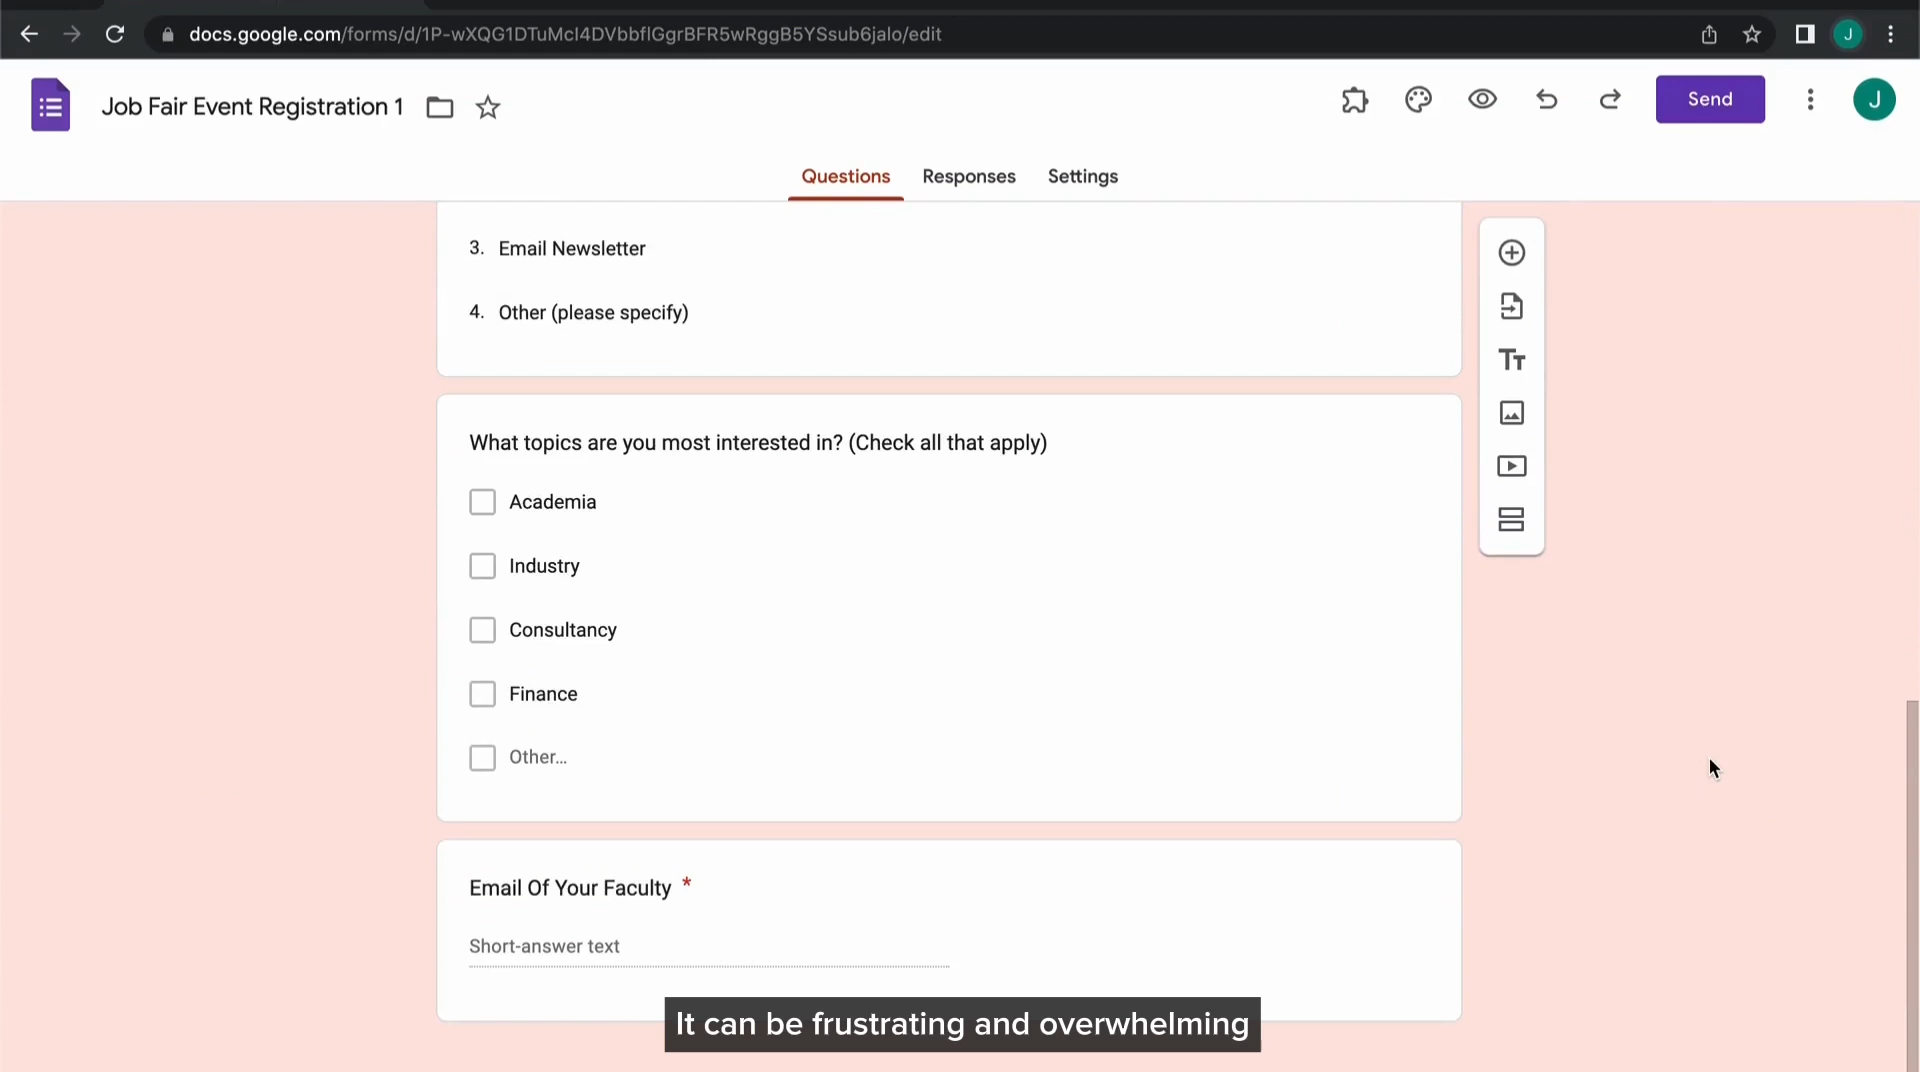 docs.google.com/forms/d/1P-wXQG1DTuMcI4DVbbflGgrBFR5wRggB5YSsub6jalo/edit
J
Job Fair Event Registration 1
Send
J
Questions
Responses
Settings
3. Email Newsletter
4. Other (please specify)
What topics are you most interested in? (Check all that apply)
Academia
Industry
Consultancy
Finance
Other...
Email Of Your Faculty *
Short-answer text
It can be frustrating and overwhelming